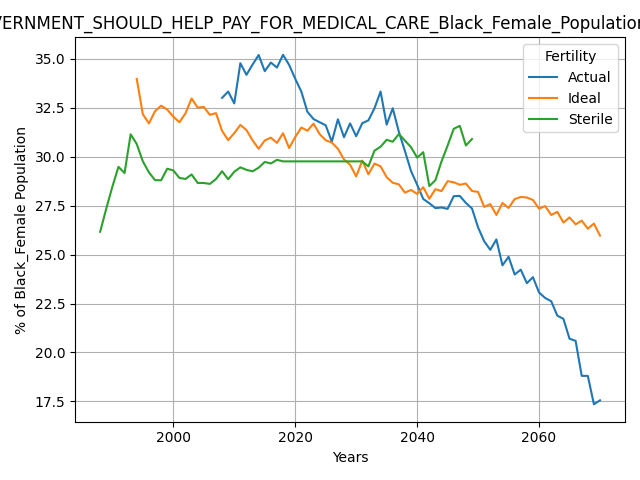 VERNMENT_SHOULD_HELP_PAY_FOR_MEDICAL_CARE_Black_Female_Population
Fertility
Actual
Ideal
Sterile
% of Black_Female Population
35.0
32.5
30.0
27.5
25.0
22.5
20.0
17.5
2000
2020
2040
2060
Years